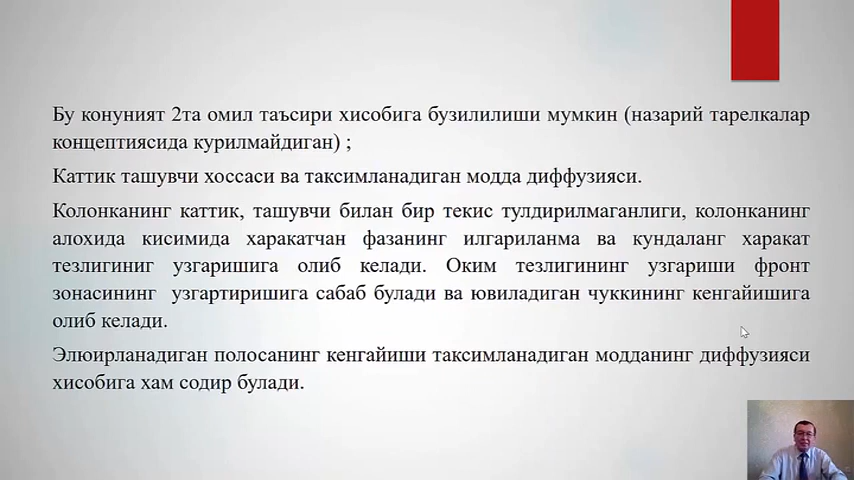 Бу конуният 2та омил таъсири хисобига бузилилиши мумкин (назарий тарелкалар
концептиясида курилмайдиган) ;
Каттик ташувчи хоссаси ва таксимланадиган модда диффузияси.
Колонканинг каттик, ташувчи билан бир текис тулдирилмаганлиги, колонканинг
алохида кисимида харакатчан фазанинг илгариланма ва кундаланг харакат
тезлигиниг узгаришига олиб келади. Оким тезлигининг узгариши фронт
зонасининг узгартиришига сабаб булади ва ювиладиган чуккининг кенгайишига
олиб келади.
Элюирланадиган полосанинг кенгайиши таксимланадиган модданинг диффузияси
хисобига хам содир булади.